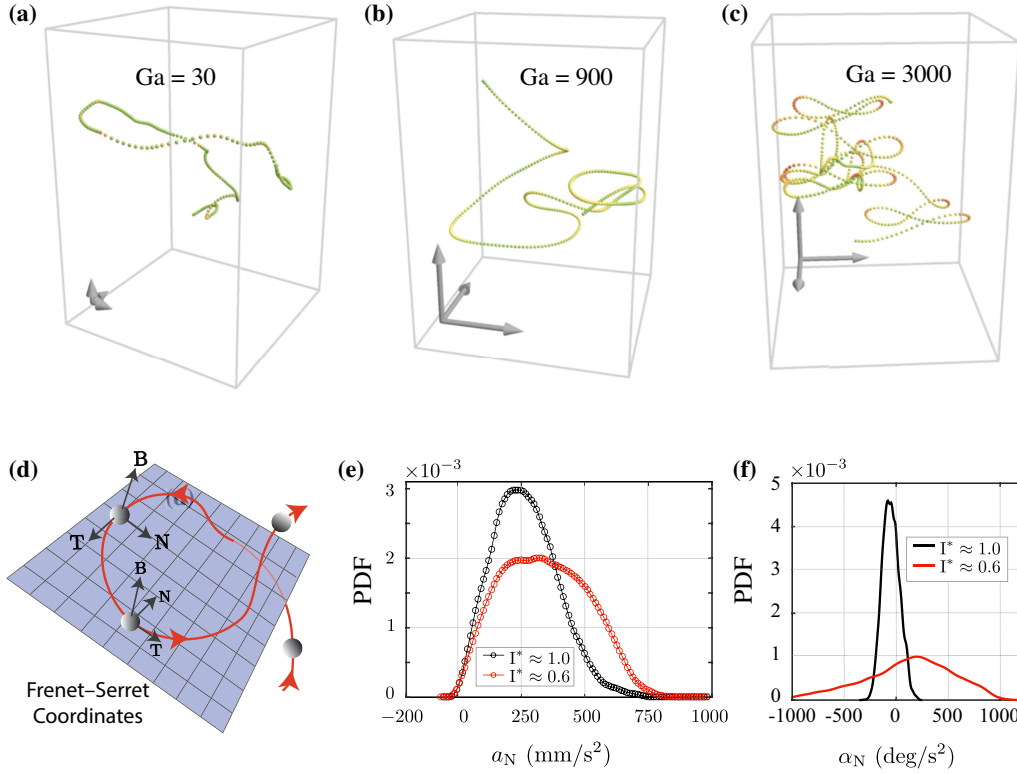 (a)
Ga = 30
(b)
Ga = 900
(c)
Ga = 3000
(d)
B
(d)
T
N
B
N
T
Frenet–Serret
Coordinates
(e)
×10⁻³
3
2
1
0
PDF
I* ≈ 1.0
I* ≈ 0.6
−200 0 250 500 750 1000
a_N (mm/s²)
(f)
×10⁻³
5
4
3
2
1
0
PDF
I* ≈ 1.0
I* ≈ 0.6
-1000 -500 0 500 1000
α_N (deg/s²)